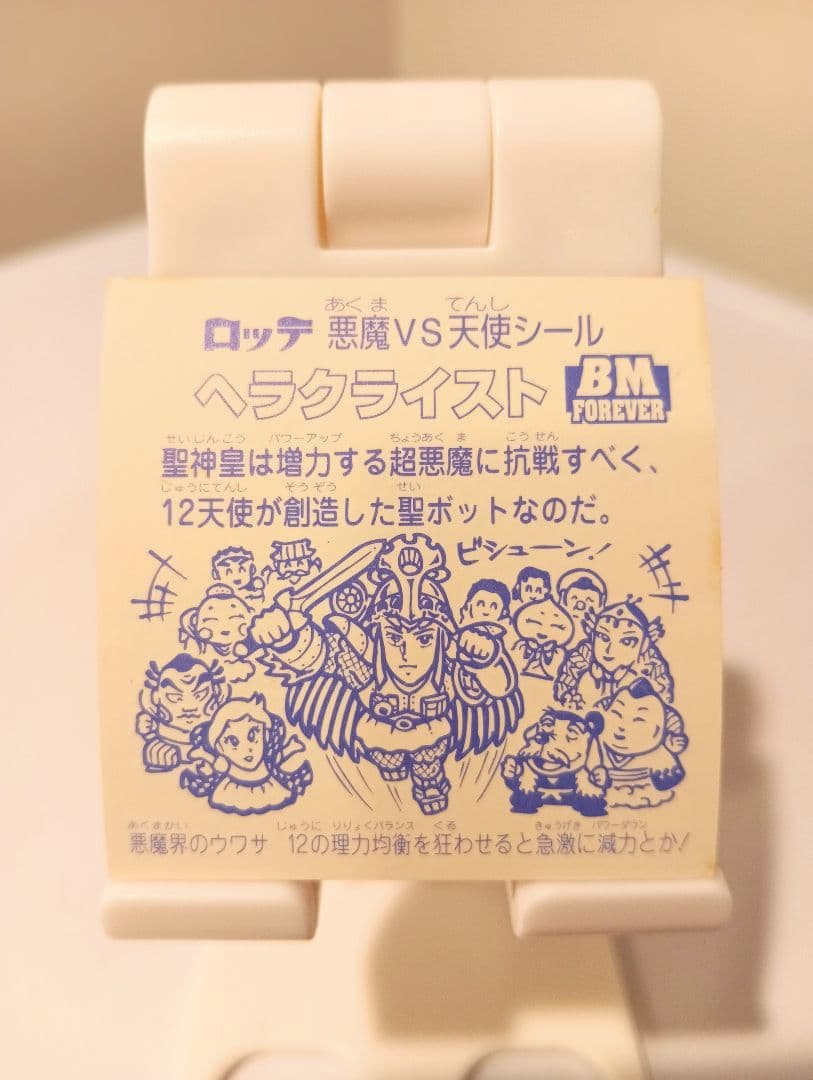 あくま てんし
ロッテ 悪魔VS天使シール
ヘラクライスト BM FOREVER
せいじんこう パワーアップ ちょうあくま こうせん
聖神皇は増力する超悪魔に抗戦すべく、
じゅうにてんし そうぞう せい
12天使が創造した聖ボットなのだ。
ビシューン!
あくまかい じゅうに りりょくバランス くる きゅうげき パワーダウン
悪魔界のウワサ 12の理力均衡を狂わせると急激に減力とか!